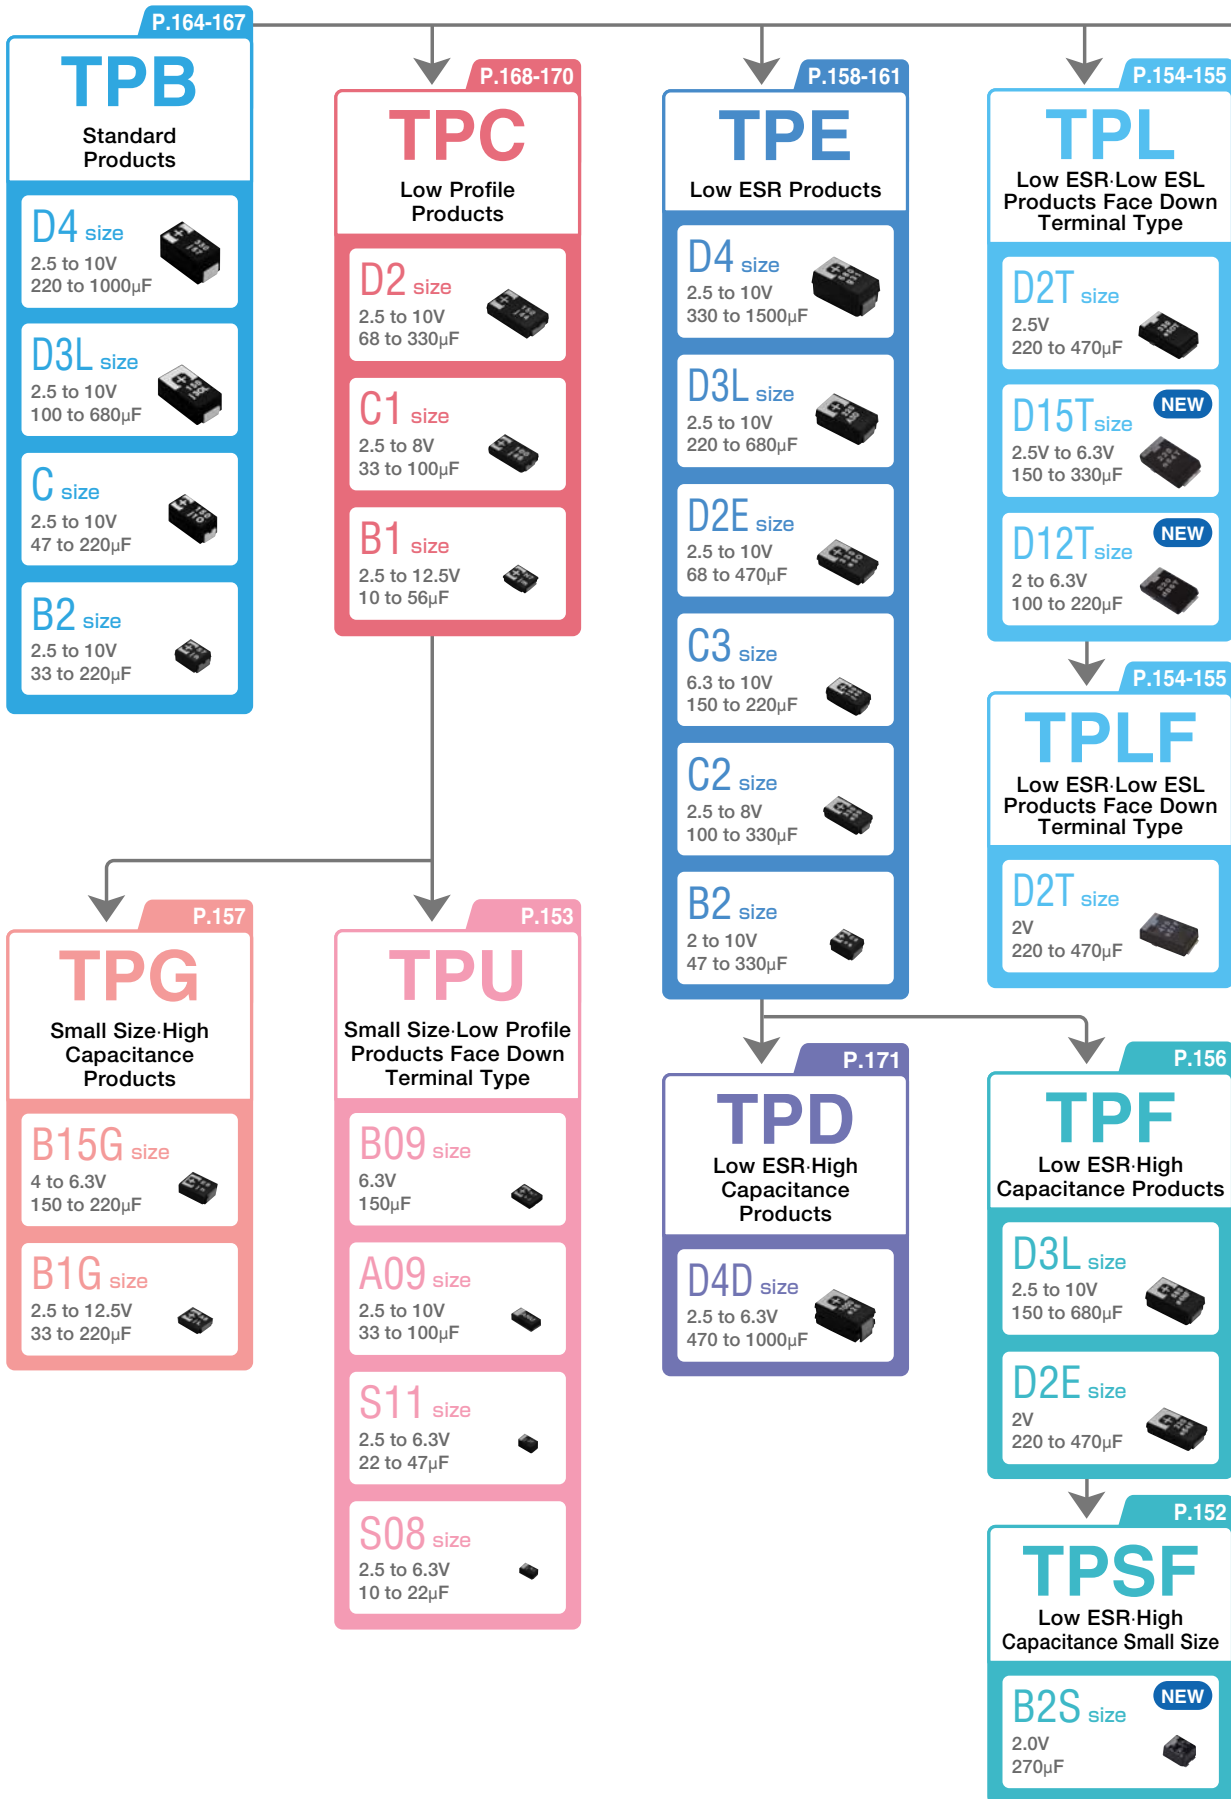 P.164-167
TPB
Standard
Products
D4 size
2.5 to 10V
220 to 1000µF
D3L size
2.5 to 10V
100 to 680µF
C size
2.5 to 10V
47 to 220µF
B2 size
2.5 to 10V
33 to 220µF
P.168-170
TPC
Low Profile
Products
D2 size
2.5 to 10V
68 to 330µF
C1 size
2.5 to 8V
33 to 100µF
B1 size
2.5 to 12.5V
10 to 56µF
P.158-161
TPE
Low ESR Products
D4 size
2.5 to 10V
330 to 1500µF
D3L size
2.5 to 10V
220 to 680µF
D2E size
2.5 to 10V
68 to 470µF
C3 size
6.3 to 10V
150 to 220µF
C2 size
2.5 to 8V
100 to 330µF
B2 size
2 to 10V
47 to 330µF
P.154-155
TPL
Low ESR·Low ESL
Products Face Down
Terminal Type
D2T size
2.5V
220 to 470µF
D15T size
NEW
2.5V to 6.3V
150 to 330µF
D12T size
NEW
2 to 6.3V
100 to 220µF
P.154-155
TPLF
Low ESR·Low ESL
Products Face Down
Terminal Type
D2T size
2V
220 to 470µF
P.157
TPG
Small Size·High
Capacitance
Products
B15G size
4 to 6.3V
150 to 220µF
B1G size
2.5 to 12.5V
33 to 220µF
P.153
TPU
Small Size·Low Profile
Products Face Down
Terminal Type
B09 size
6.3V
150µF
A09 size
2.5 to 10V
33 to 100µF
S11 size
2.5 to 6.3V
22 to 47µF
S08 size
2.5 to 6.3V
10 to 22µF
P.171
TPD
Low ESR·High
Capacitance
Products
D4D size
2.5 to 6.3V
470 to 1000µF
P.156
TPF
Low ESR·High
Capacitance Products
D3L size
2.5 to 10V
150 to 680µF
D2E size
2V
220 to 470µF
P.152
TPSF
Low ESR·High
Capacitance Small Size
B2S size
NEW
2.0V
270µF